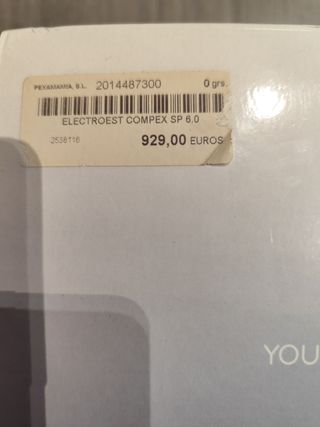 PEXAMANIA, S.L. 2014487300 0 grs.
ELECTROEST COMPEX SP 6.0
2538116 929,00 EUROS
YOU